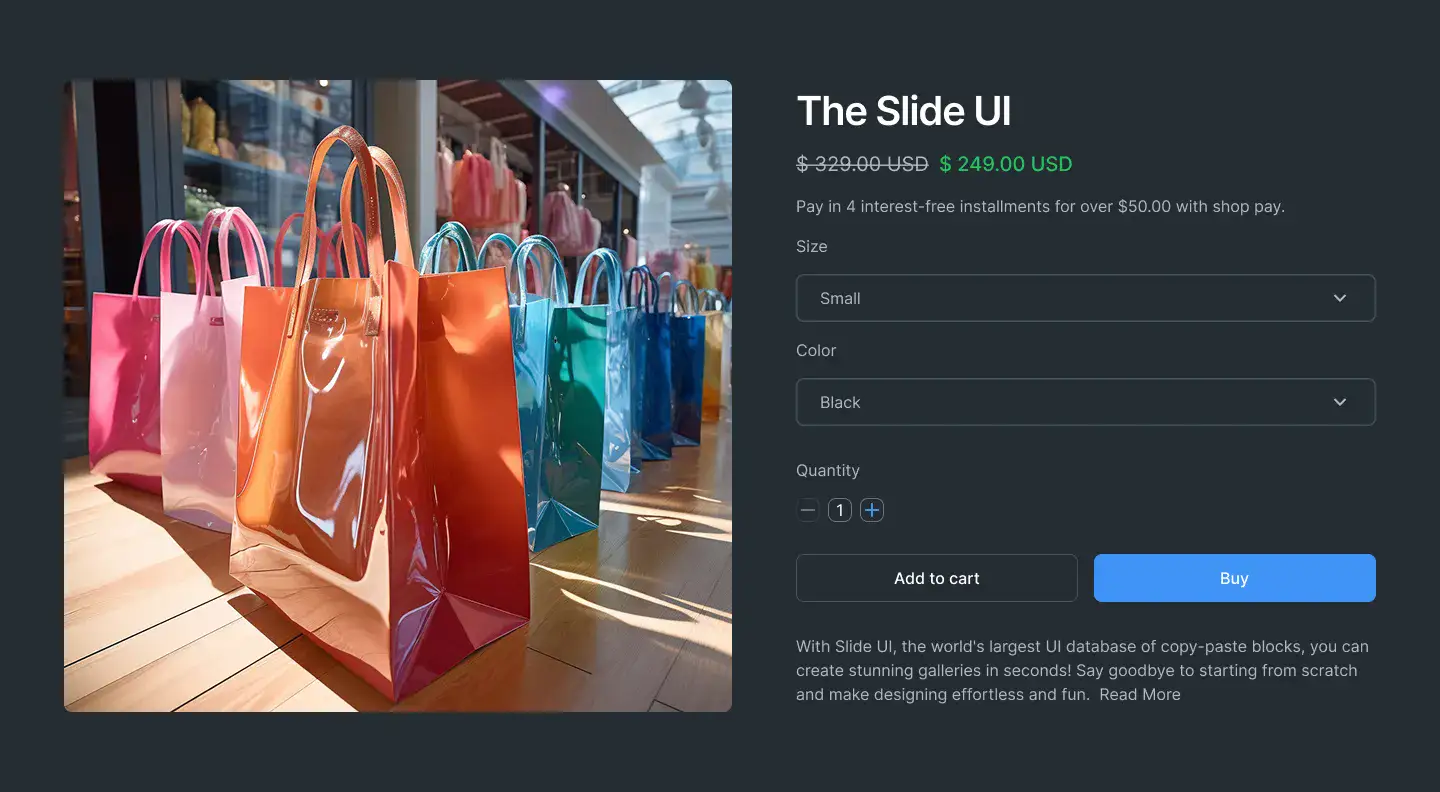 The Slide UI
$ 329.00 USD $ 249.00 USD
Pay in 4 interest-free installments for over $50.00 with shop pay.
Size
Small
Color
Black
Quantity
1
Add to cart
Buy
With Slide UI, the world's largest UI database of copy-paste blocks, you can
create stunning galleries in seconds! Say goodbye to starting from scratch
and make designing effortless and fun. Read More